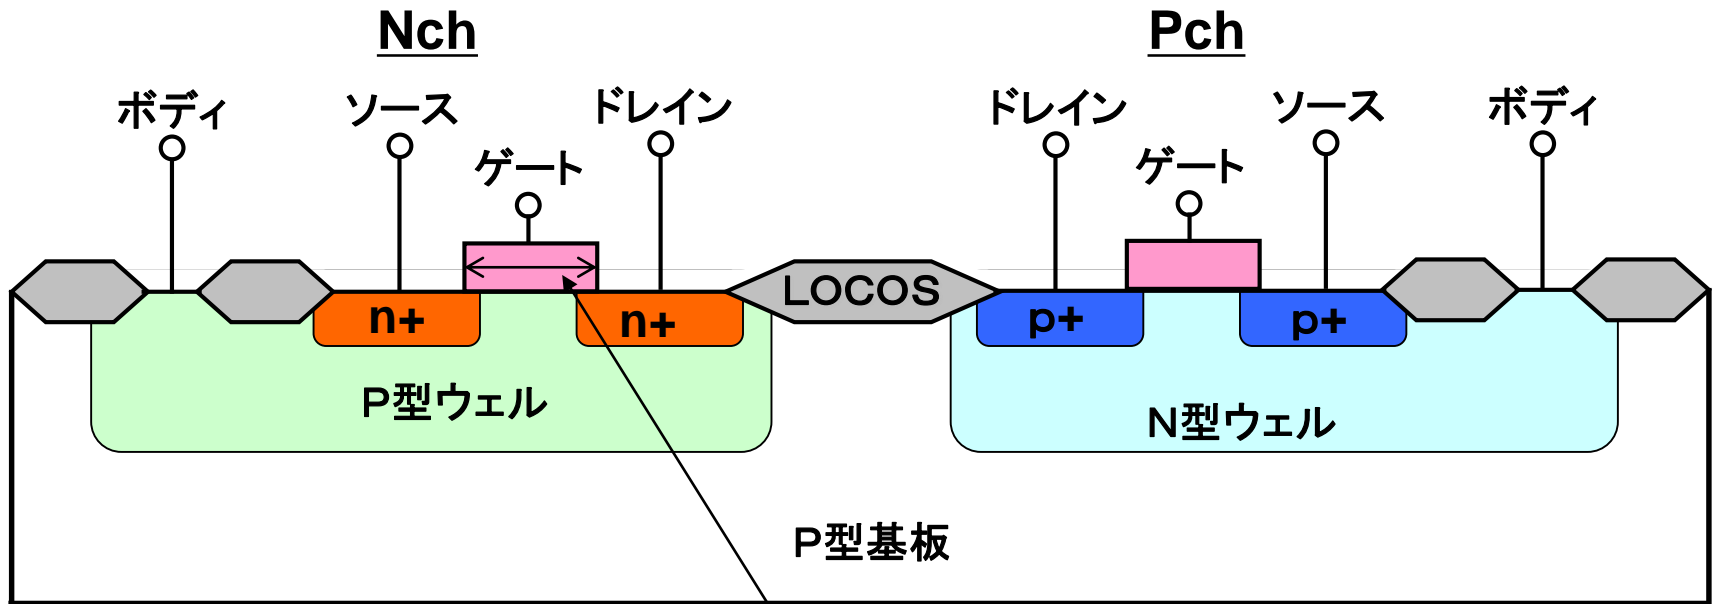 Nch
Pch
ボディ
ソース
ゲート
ドレイン
ドレイン
ゲート
ソース
ボディ
LOCOS
n+
n+
p+
p+
P型ウェル
N型ウェル
P型基板